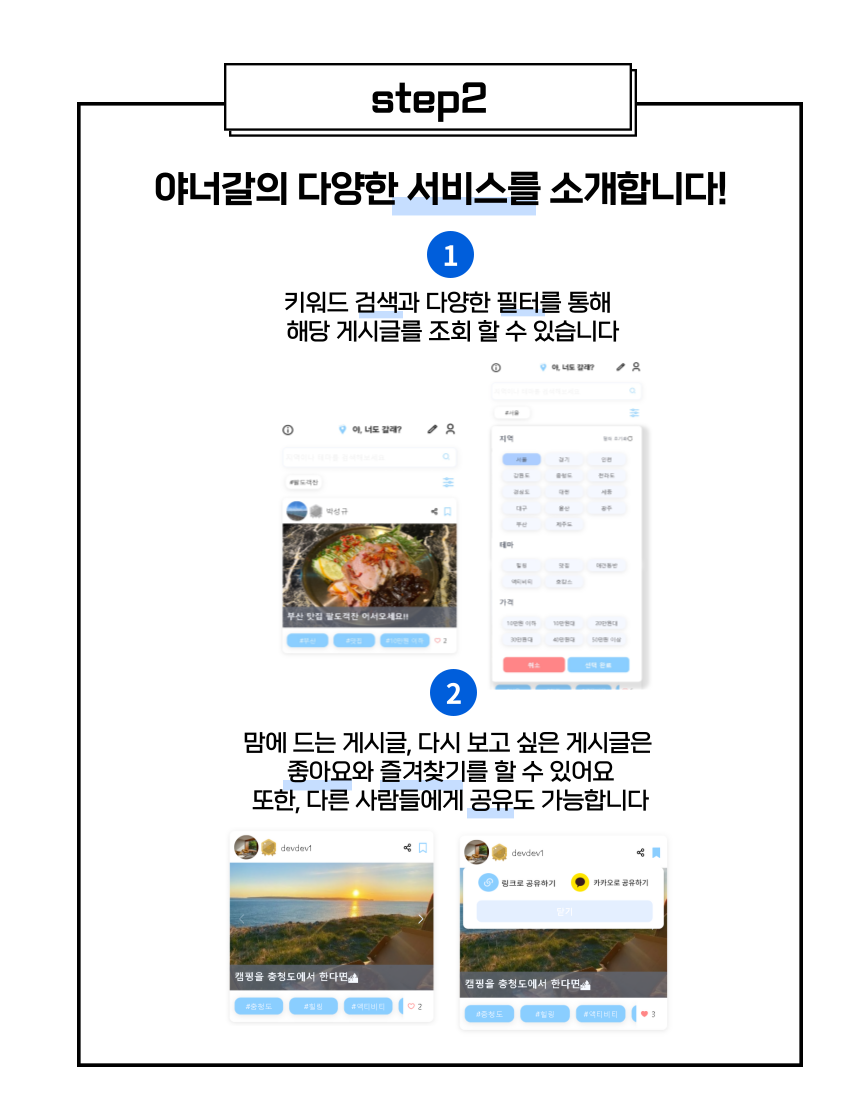 step2
야너갈의 다양한 서비스를 소개합니다!
1
키워드 검색과 다양한 필터를 통해
해당 게시글를 조회 할 수 있습니다
야, 너도 갈래?
#팔도객잔
박성규
부산 맛집 팔도객잔 어서오세요!!
#부산 #맛집 #10만원 이하 2
야, 너도 갈래?
#서울
지역
서울 경기 인천
강원도 충청도 전라도
경상도 대전 세종
대구 울산 광주
부산 제주도
테마
힐링 맛집 애견동반
액티비티 호캉스
가격
10만원 이하 10만원대 20만원대
30만원대 40만원대 50만원 이상
취소 선택 완료
2
맘에 드는 게시글, 다시 보고 싶은 게시글은
좋아요와 즐겨찾기를 할 수 있어요
또한, 다른 사람들에게 공유도 가능합니다
devdev1
캠핑을 충청도에서 한다면
#충청도 #힐링 #액티비티 2
devdev1
링크로 공유하기 카카오로 공유하기
닫기
캠핑을 충청도에서 한다면
#충청도 #힐링 #액티비티 3